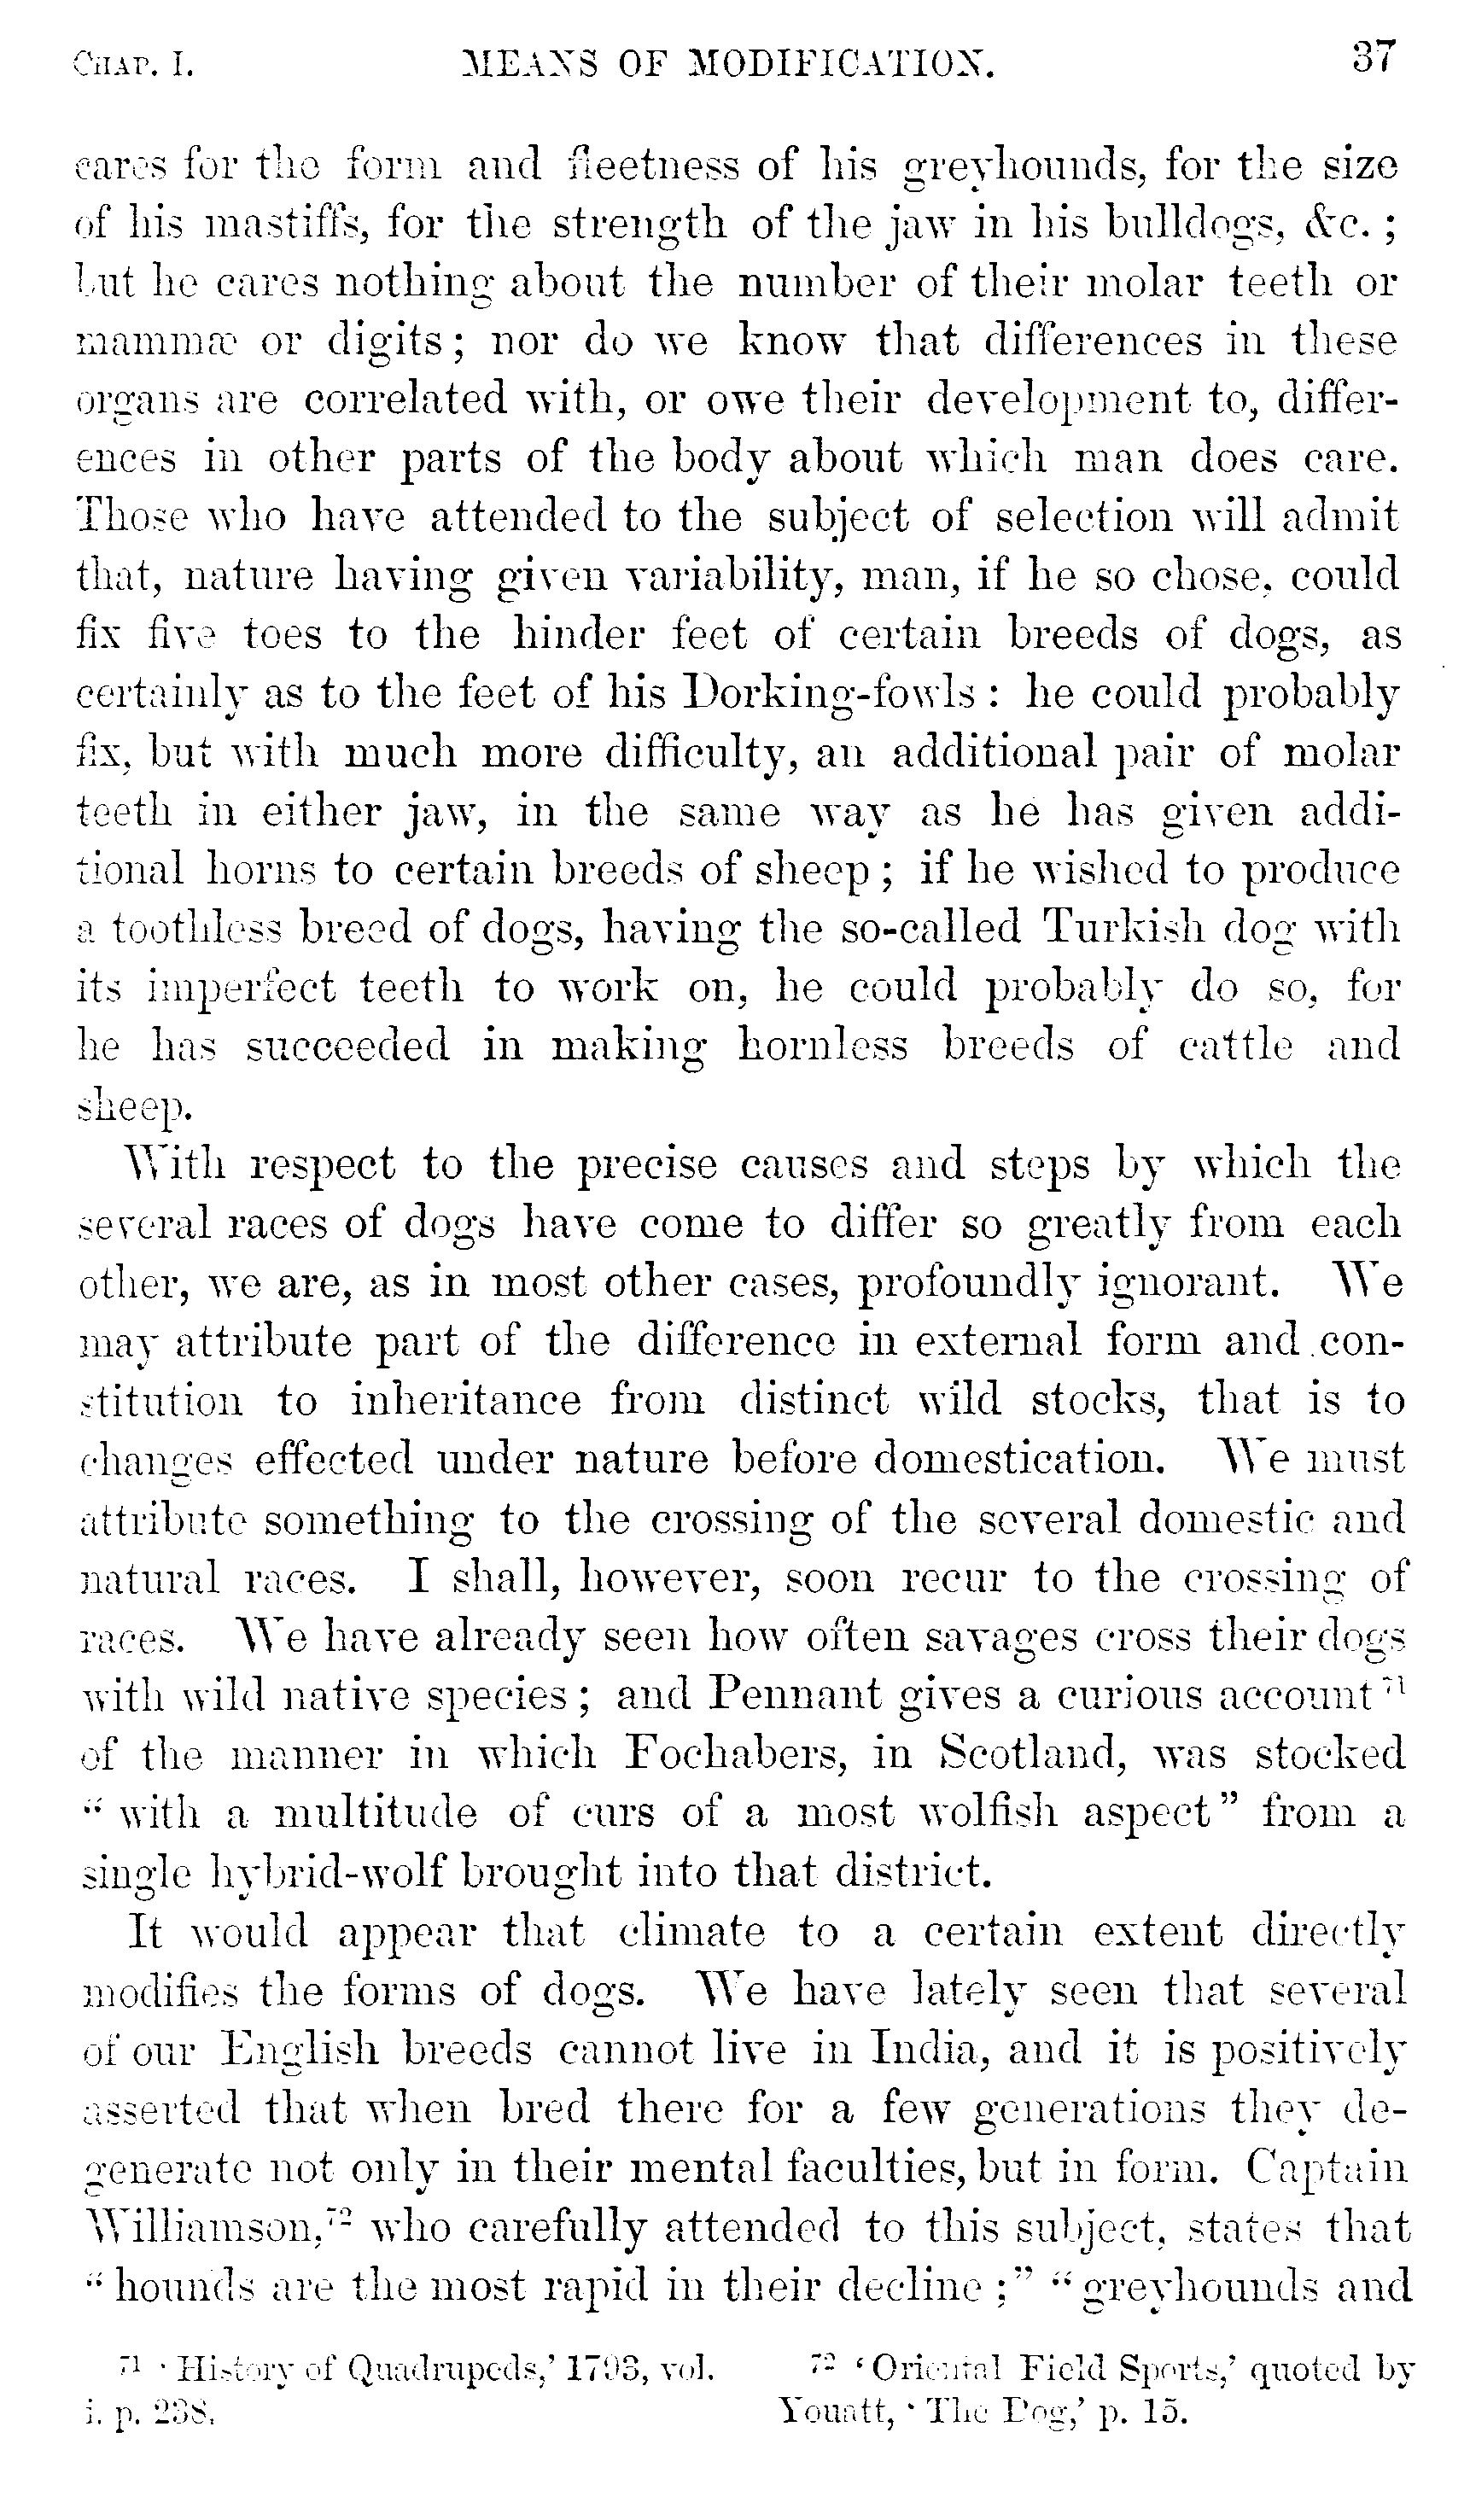 CHAP. I. MEANS OF MODIFICATION. 37
cares for the form and fleetness of his greyhounds, for the size
of his mastiffs, for the strength of the jaw in his bulldogs, &c. ;
but he cares nothing about the number of their molar teeth or
mammæ or digits; nor do we know that differences in these
organs are correlated with, or owe their development to, differ-
ences in other parts of the body about which man does care.
Those who have attended to the subject of selection will admit
that, nature having given variability, man, if he so chose, could
fix five toes to the hinder feet of certain breeds of dogs, as
certainly as to the feet of his Dorking-fowls : he could probably
fix, but with much more difficulty, an additional pair of molar
teeth in either jaw, in the same way as he has given addi-
tional horns to certain breeds of sheep ; if he wished to produce
a toothless breed of dogs, having the so-called Turkish dog with
its imperfect teeth to work on, he could probably do so, for
he has succeeded in making hornless breeds of cattle and
sheep.
With respect to the precise causes and steps by which the
several races of dogs have come to differ so greatly from each
other, we are, as in most other cases, profoundly ignorant. We
may attribute part of the difference in external form and con-
stitution to inheritance from distinct wild stocks, that is to
changes effected under nature before domestication. We must
attribute something to the crossing of the several domestic and
natural races. I shall, however, soon recur to the crossing of
races. We have already seen how often savages cross their dogs
with wild native species ; and Pennant gives a curious account 71
of the manner in which Fochabers, in Scotland, was stocked
" with a multitude of curs of a most wolfish aspect " from a
single hybrid-wolf brought into that district.
It would appear that climate to a certain extent directly
modifies the forms of dogs. We have lately seen that several
of our English breeds cannot live in India, and it is positively
asserted that when bred there for a few generations they de-
generate not only in their mental faculties, but in form. Captain
Williamson,72 who carefully attended to this subject, states that
" hounds are the most rapid in their decline ;" " greyhounds and
71 ' History of Quadrupeds,' 1793, vol.
i. p. 238.
72 ' Oriental Field Sports,' quoted by
Youatt, ' The Dog,' p. 15.